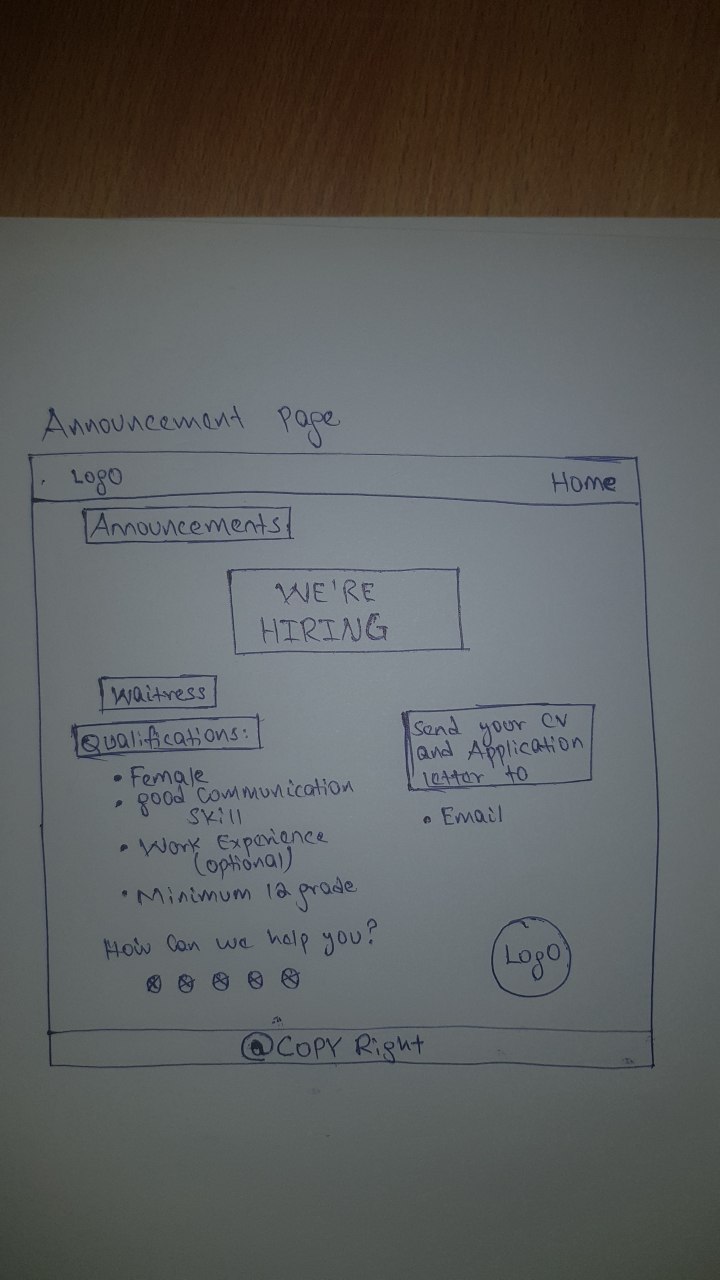 Announcement Page
Logo
Home
Announcements
WE'RE
HIRING
Waitress
Qualifications:
• Female
• good Communication
Skill
• Work Experience
(optional)
• Minimum 12 grade
Send your CV
and Application
letter to
• Email
How Can we help you?
Logo
@COPY Right